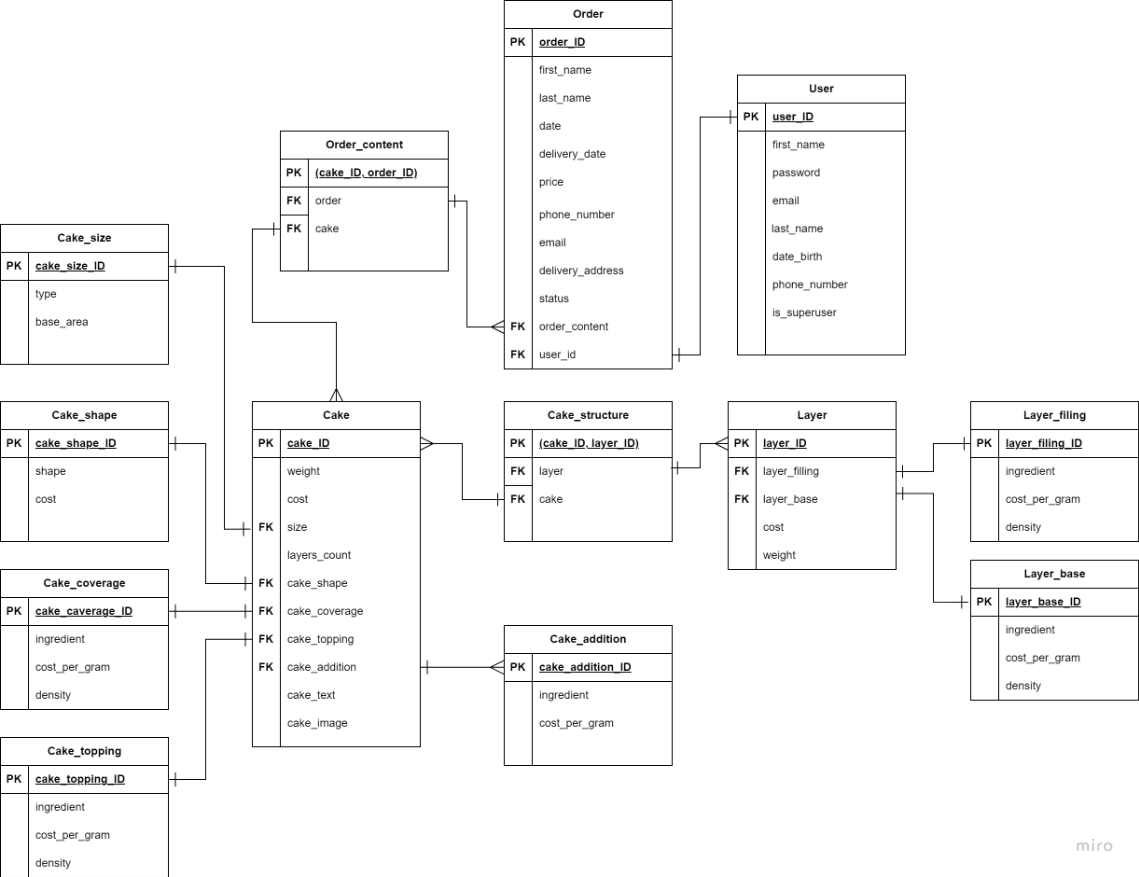 Order
PK order_ID
first_name
last_name
date
delivery_date
price
phone_number
email
delivery_address
status
FK order_content
FK user_id
User
PK user_ID
first_name
password
email
last_name
date_birth
phone_number
is_superuser
Order_content
PK (cake_ID, order_ID)
FK order
FK cake
Cake_size
PK cake_size_ID
type
base_area
Cake_shape
PK cake_shape_ID
shape
cost
Cake_coverage
PK cake_caverage_ID
ingredient
cost_per_gram
density
Cake_topping
PK cake_topping_ID
ingredient
cost_per_gram
density
Cake
PK cake_ID
weight
cost
FK size
layers_count
FK cake_shape
FK cake_coverage
FK cake_topping
FK cake_addition
cake_text
cake_image
Cake_structure
PK (cake_ID, layer_ID)
FK layer
FK cake
Cake_addition
PK cake_addition_ID
ingredient
cost_per_gram
Layer
PK layer_ID
FK layer_filling
FK layer_base
cost
weight
Layer_filing
PK layer_filing_ID
ingredient
cost_per_gram
density
Layer_base
PK layer_base_ID
ingredient
cost_per_gram
density
miro